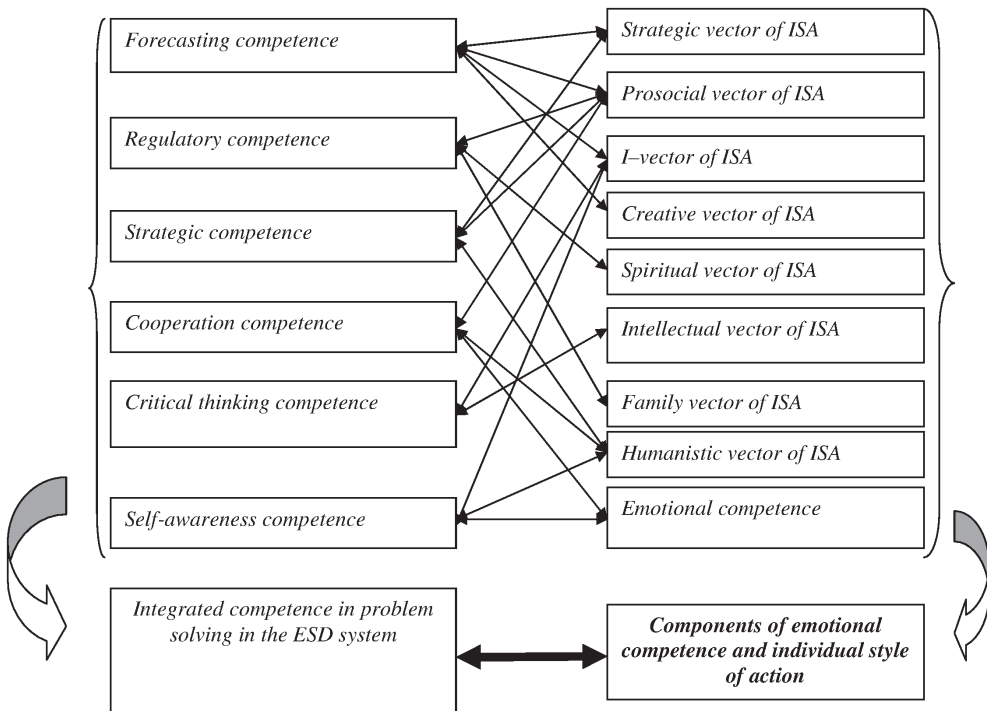 Forecasting competence
Regulatory competence
Strategic competence
Cooperation competence
Critical thinking competence
Self-awareness competence
Strategic vector of ISA
Prosocial vector of ISA
I–vector of ISA
Creative vector of ISA
Spiritual vector of ISA
Intellectual vector of ISA
Family vector of ISA
Humanistic vector of ISA
Emotional competence
Integrated competence in problem
solving in the ESD system
Components of emotional
competence and individual style
of action